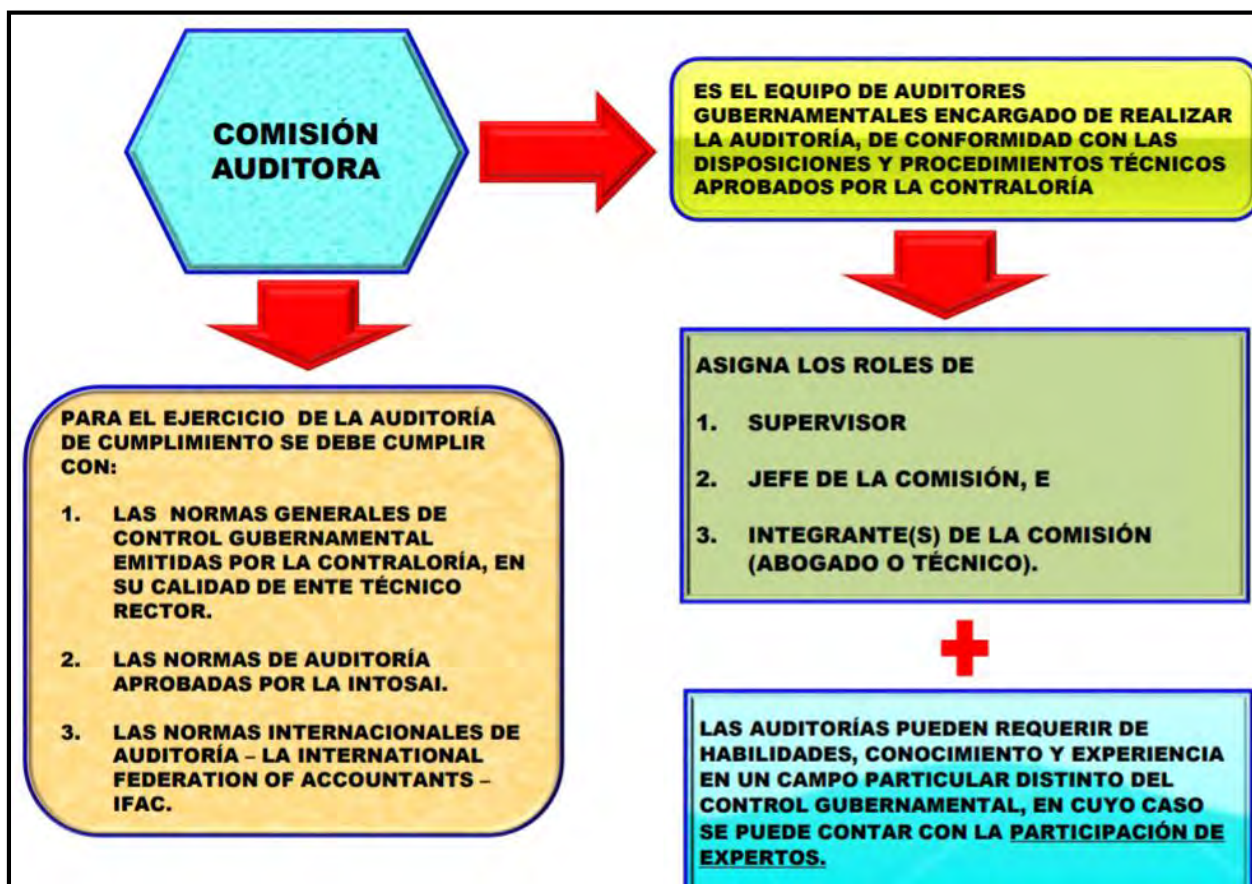 COMISIÓN
AUDITORA
ES EL EQUIPO DE AUDITORES
GUBERNAMENTALES ENCARGADO DE REALIZAR
LA AUDITORÍA, DE CONFORMIDAD CON LAS
DISPOSICIONES Y PROCEDIMIENTOS TÉCNICOS
APROBADOS POR LA CONTRALORÍA
PARA EL EJERCICIO DE LA AUDITORÍA
DE CUMPLIMIENTO SE DEBE CUMPLIR
CON:
1. LAS NORMAS GENERALES DE
CONTROL GUBERNAMENTAL
EMITIDAS POR LA CONTRALORÍA, EN
SU CALIDAD DE ENTE TÉCNICO
RECTOR.
2. LAS NORMAS DE AUDITORÍA
APROBADAS POR LA INTOSAI.
3. LAS NORMAS INTERNACIONALES DE
AUDITORÍA – LA INTERNATIONAL
FEDERATION OF ACCOUNTANTS –
IFAC.
ASIGNA LOS ROLES DE
1. SUPERVISOR
2. JEFE DE LA COMISIÓN, E
3. INTEGRANTE(S) DE LA COMISIÓN
(ABOGADO O TÉCNICO).
LAS AUDITORÍAS PUEDEN REQUERIR DE
HABILIDADES, CONOCIMIENTO Y EXPERIENCIA
EN UN CAMPO PARTICULAR DISTINTO DEL
CONTROL GUBERNAMENTAL, EN CUYO CASO
SE PUEDE CONTAR CON LA PARTICIPACIÓN DE
EXPERTOS.